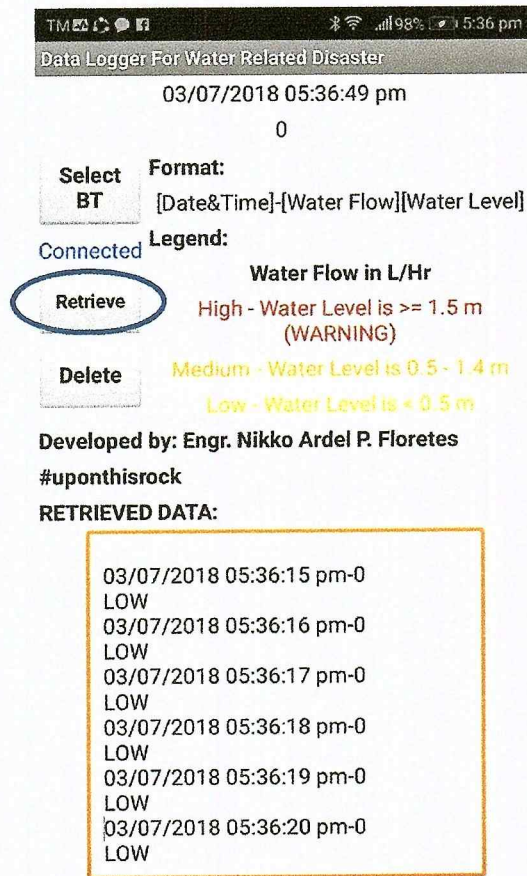 TM 98% 5:36 pm
Data Logger For Water Related Disaster
03/07/2018 05:36:49 pm
0
Select
BT
Format:
[Date&Time]-[Water Flow][Water Level]
Connected
Legend:
Water Flow in L/Hr
Retrieve
High - Water Level is >= 1.5 m
(WARNING)
Delete
Medium - Water Level is 0.5 - 1.4 m
Low - Water Level is < 0.5 m
Developed by: Engr. Nikko Ardel P. Floretes
#uponthisrock
RETRIEVED DATA:
03/07/2018 05:36:15 pm-0
LOW
03/07/2018 05:36:16 pm-0
LOW
03/07/2018 05:36:17 pm-0
LOW
03/07/2018 05:36:18 pm-0
LOW
03/07/2018 05:36:19 pm-0
LOW
03/07/2018 05:36:20 pm-0
LOW